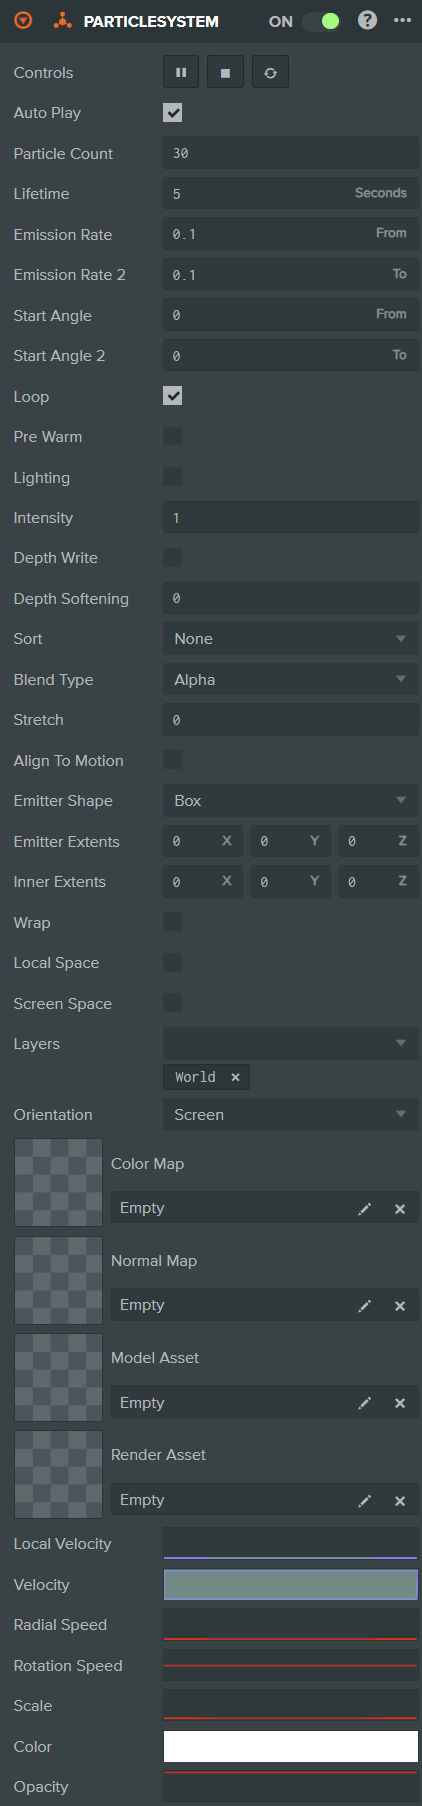 PARTICLESYSTEM ON ?
Controls
Auto Play
Particle Count 30
Lifetime 5 Seconds
Emission Rate 0.1 From
Emission Rate 2 0.1 To
Start Angle 0 From
Start Angle 2 0 To
Loop
Pre Warm
Lighting
Intensity 1
Depth Write
Depth Softening 0
Sort None
Blend Type Alpha
Stretch 0
Align To Motion
Emitter Shape Box
Emitter Extents 0 X 0 Y 0 Z
Inner Extents 0 X 0 Y 0 Z
Wrap
Local Space
Screen Space
Layers
World ×
Orientation Screen
Color Map
Empty
Normal Map
Empty
Model Asset
Empty
Render Asset
Empty
Local Velocity
Velocity
Radial Speed
Rotation Speed
Scale
Color
Opacity